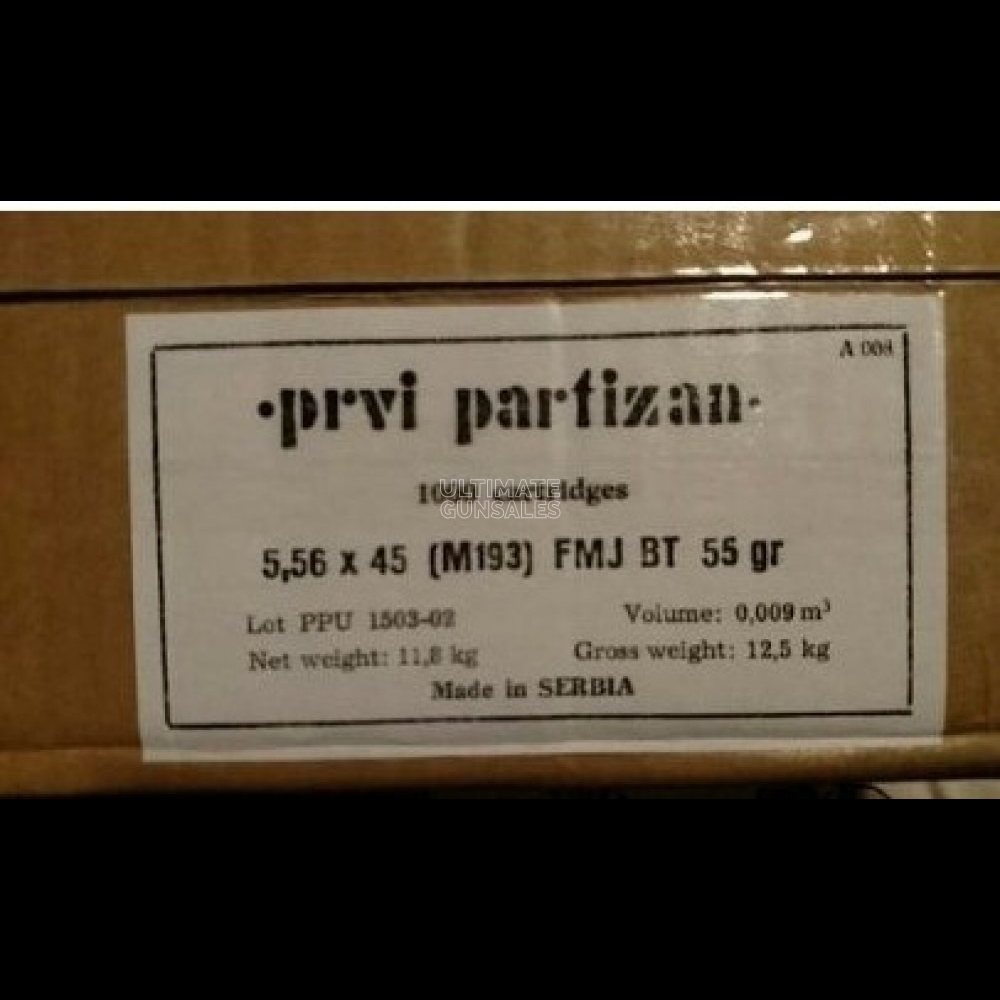 A 008
·prvi partizan·
cartridges
ULTIMATE
GUNSALES
5,56 x 45 (M193) FMJ BT 55 gr
Lot PPU 1503-02
Volume: 0,009 m³
Net weight: 11,8 kg
Gross weight: 12,5 kg
Made in SERBIA